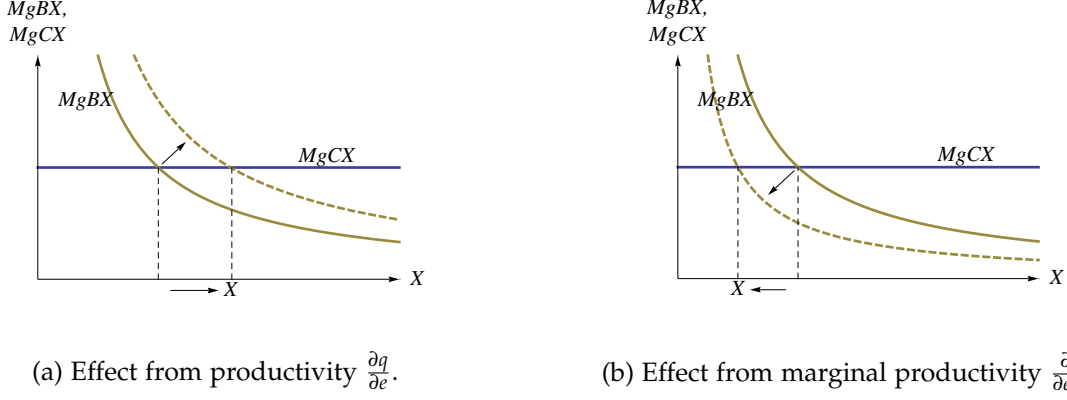 MgBX,
MgCX
MgBX
MgCX
X
X
(a) Effect from productivity ∂q/∂e.
MgBX,
MgCX
MgBX
MgCX
X
X
(b) Effect from marginal productivity